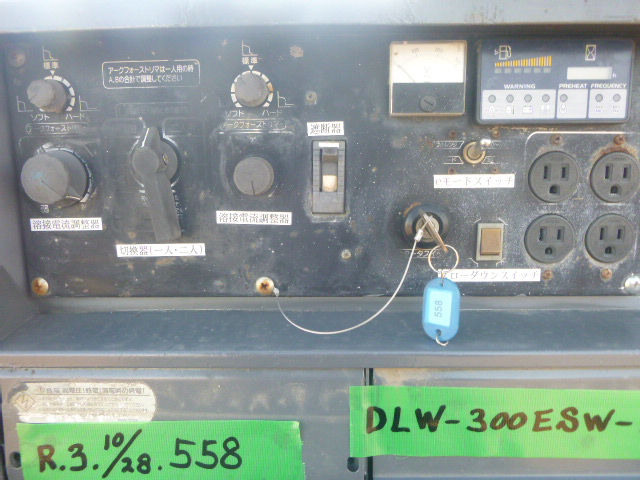 標準
ソフト ハード
アークフォーストリマは一人用の時
A,Bの合計で調整してください
標準
ソフト ハード
遮断器
溶接電流調整器
切換器(一人・二人)
溶接電流調整器
WARNING
PREHEAT
FREQUENCY
eモードスイッチ
スローダウンスイッチ
558
R.3.10/28.558
DLW-300ESW-